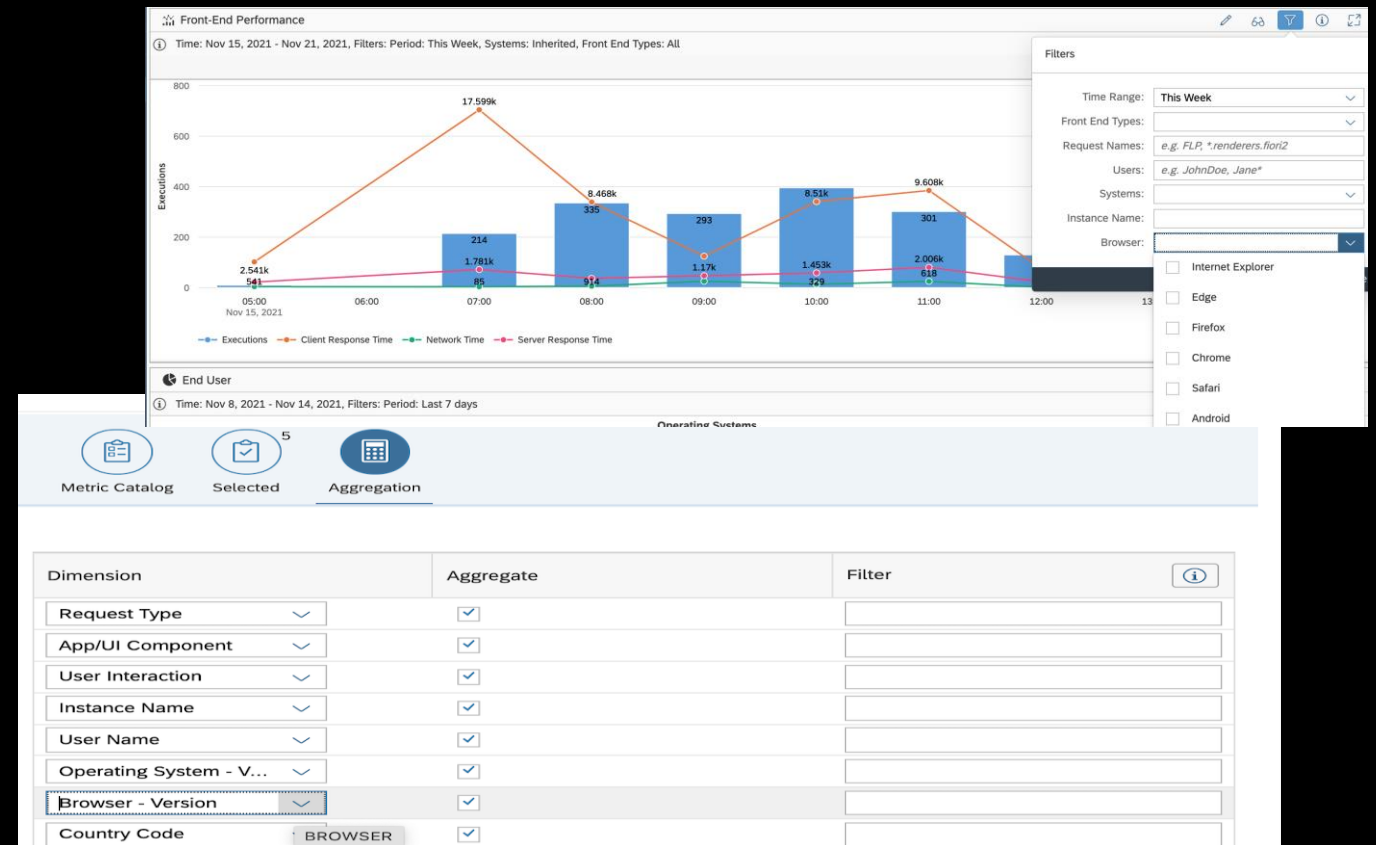 Front-End Performance
Time: Nov 15, 2021 - Nov 21, 2021, Filters: Period: This Week, Systems: Inherited, Front End Types: All
Filters
Time Range: This Week
Front End Types:
Request Names: e.g. FLP, *.renderers.fiori2
Users: e.g. JohnDoe, Jane*
Systems:
Instance Name:
Browser:
Internet Explorer
Edge
Firefox
Chrome
Safari
Android
Executions
800
600
400
200
0
17.599k
8.468k
335
293
8.51k
9.608k
301
214
2.541k
541
1.781k
85
914
1.17k
1.453k
329
2.006k
618
05:00 06:00 07:00 08:00 09:00 10:00 11:00 12:00 13
Nov 15, 2021
Executions Client Response Time Network Time Server Response Time
End User
Time: Nov 8, 2021 - Nov 14, 2021, Filters: Period: Last 7 days
Operating Systems
5
Metric Catalog Selected Aggregation
Dimension Aggregate Filter
Request Type
App/UI Component
User Interaction
Instance Name
User Name
Operating System - V...
Browser - Version
Country Code
BROWSER